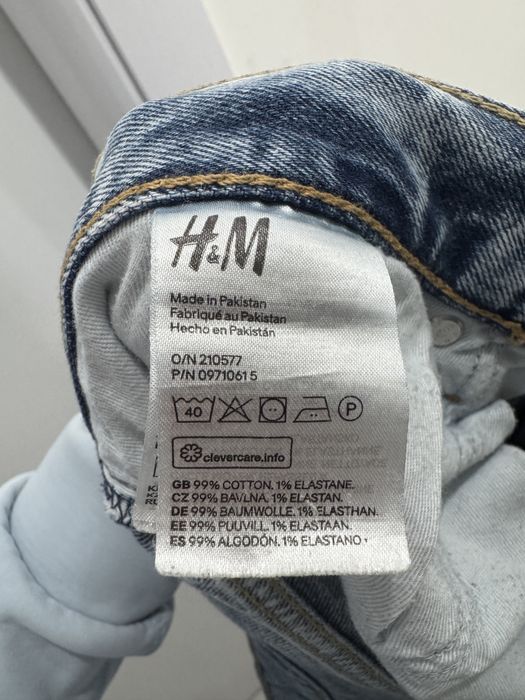 H&M
Made in Pakistan
Fabriqué au Pakistan
Hecho en Pakistán
O/N 210577
P/N 09710615
40 P
clevercare.info
GB 99% COTTON. 1% ELASTANE.
CZ 99% BAVLNA. 1% ELASTAN.
DE 99% BAUMWOLLE. 1% ELASTHAN.
EE 99% PUUVILL. 1% ELASTAAN.
ES 99% ALGODÓN. 1% ELASTANO •